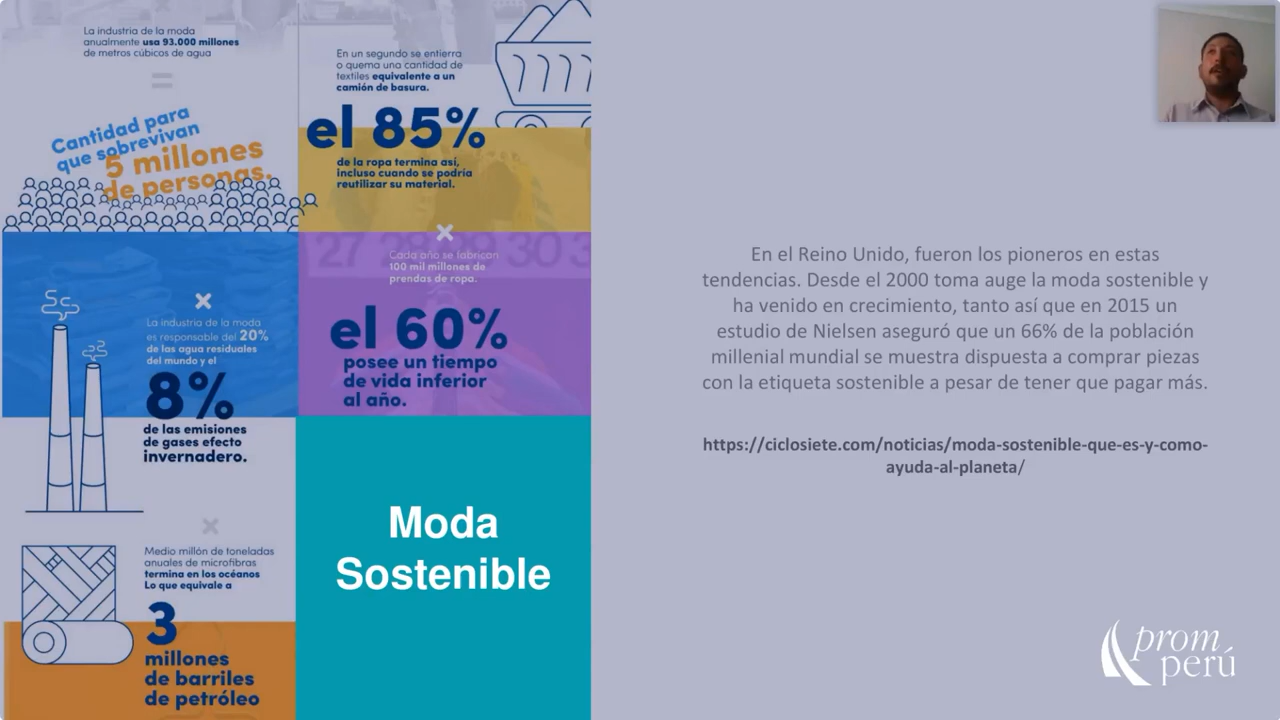 La industria de la moda
anualmente usa 93.000 millones
de metros cúbicos de agua
=
Cantidad para
que sobrevivan
5 millones
de personas.
En un segundo se entierra
o quema una cantidad de
textiles equivalente a un
camión de basura.
el 85%
de la ropa termina así,
incluso cuando se podría
reutilizar su material.
La industria de la moda
es responsable del 20%
de las agua residuales
del mundo y el
8%
de las emisiones
de gases efecto
invernadero.
27 28 29 30 3
Cada año se fabrican
100 mil millones de
prendas de ropa.
el 60%
posee un tiempo
de vida inferior
al año.
Medio millón de toneladas
anuales de microfibras
termina en los océanos
Lo que equivale a
3
millones
de barriles
de petróleo
Moda
Sostenible
En el Reino Unido, fueron los pioneros en estas
tendencias. Desde el 2000 toma auge la moda sostenible y
ha venido en crecimiento, tanto así que en 2015 un
estudio de Nielsen aseguró que un 66% de la población
millenial mundial se muestra dispuesta a comprar piezas
con la etiqueta sostenible a pesar de tener que pagar más.
https://ciclosiete.com/noticias/moda-sostenible-que-es-y-como-
ayuda-al-planeta/
prom
perú